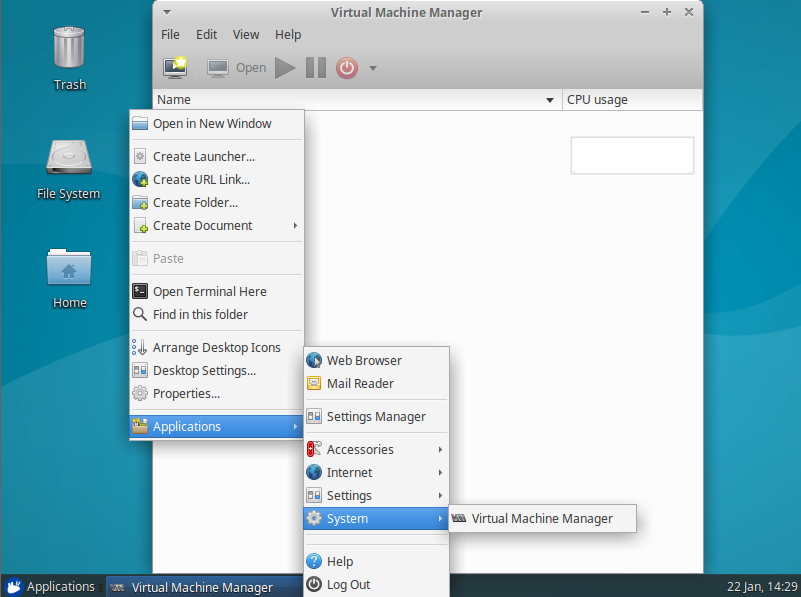 Virtual Machine Manager
File Edit View Help
Open
Name CPU usage
Trash
File System
Home
Open in New Window
Create Launcher...
Create URL Link...
Create Folder...
Create Document
Paste
Open Terminal Here
Find in this folder
Arrange Desktop Icons
Desktop Settings...
Properties...
Applications
Web Browser
Mail Reader
Settings Manager
Accessories
Internet
Settings
System
Help
Log Out
Virtual Machine Manager
Applications Virtual Machine Manager 22 Jan, 14:29